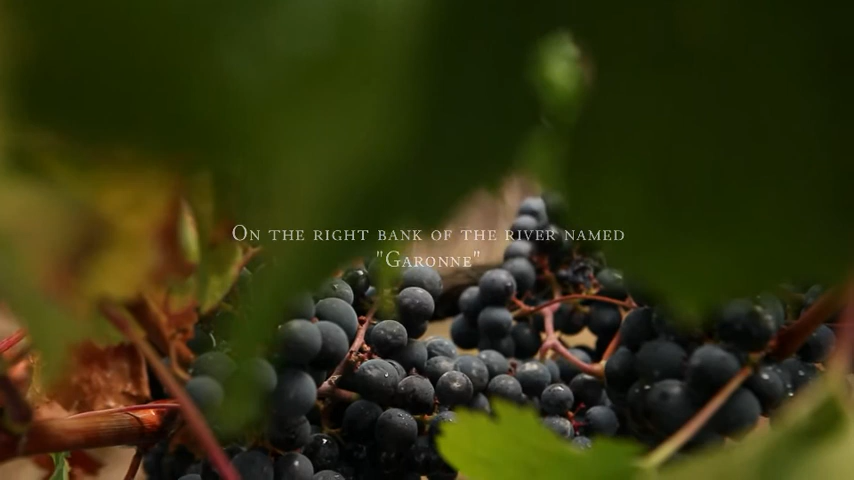 On the right bank of the river named
"Garonne"